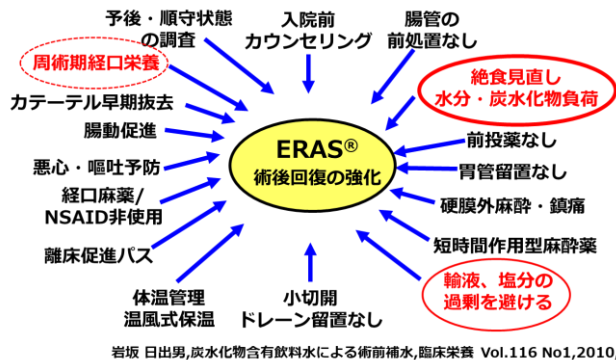 予後・順守状態
の調査
入院前
カウンセリング
腸管の
前処置なし
周術期経口栄養
絶食見直し
水分・炭水化物負荷
カテーテル早期抜去
腸動促進
前投薬なし
ERAS®
術後回復の強化
胃管留置なし
悪心・嘔吐予防
経口麻薬/
NSAID非使用
硬膜外麻酔・鎮痛
離床促進パス
短時間作用型麻酔薬
体温管理
温風式保温
小切開
ドレーン留置なし
輸液、塩分の
過剰を避ける
岩坂 日出男,炭水化物含有飲料水による術前補水,臨床栄養 Vol.116 No1,2010